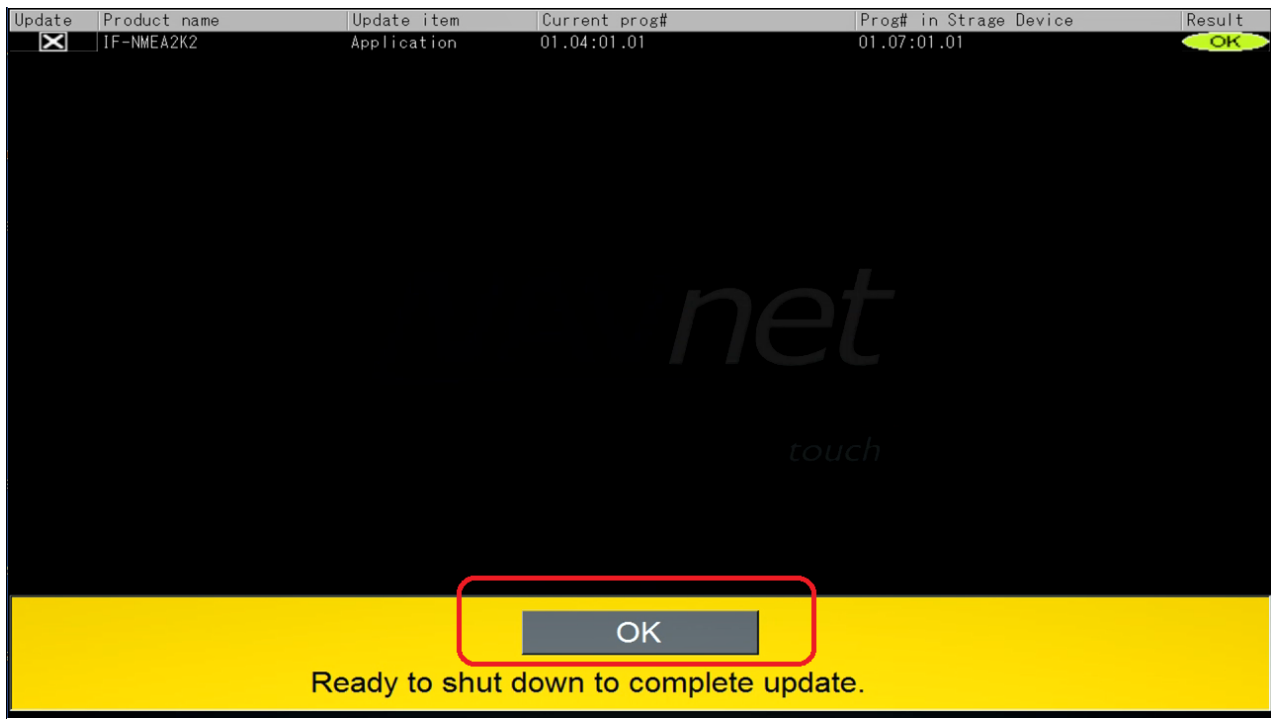 Update Product name Update item Current prog# Prog# in Strage Device Result
IF-NMEA2K2 Application 01.04:01.01 01.07:01.01 OK
net
touch
OK
Ready to shut down to complete update.